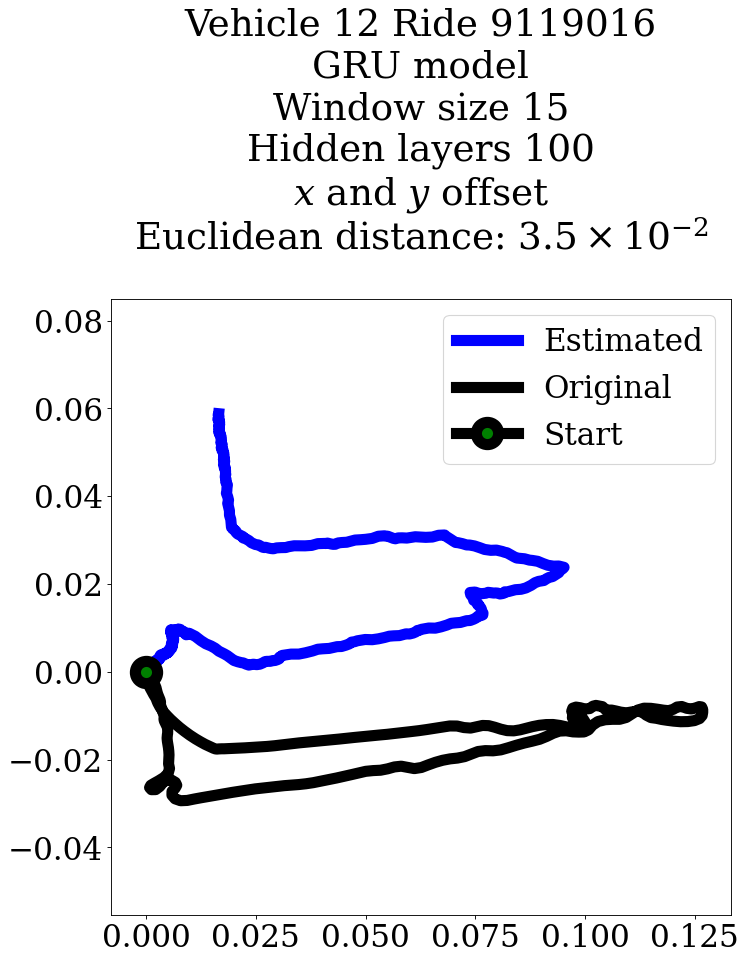 Vehicle 12 Ride 9119016
GRU model
Window size 15
Hidden layers 100
x and y offset
Euclidean distance: 3.5 × 10⁻²
Estimated
Original
Start
0.08
0.06
0.04
0.02
0.00
−0.02
−0.04
0.000 0.025 0.050 0.075 0.100 0.125